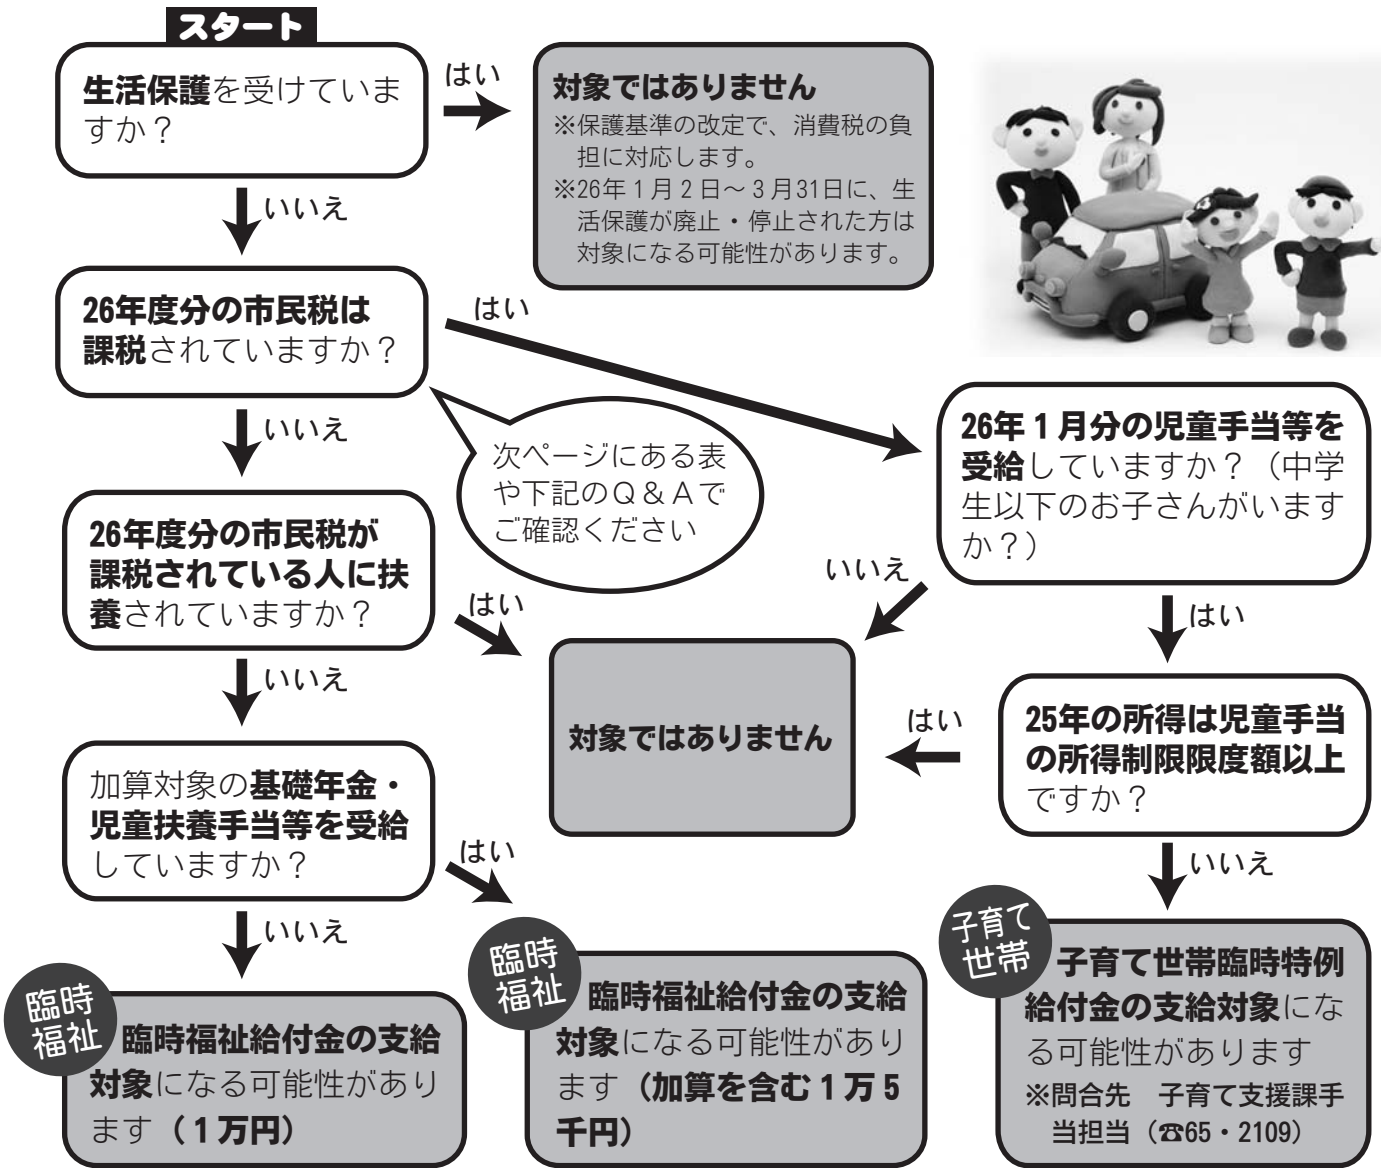 スタート
生活保護を受けていま
すか？
はい
対象ではありません
※保護基準の改定で、消費税の負
担に対応します。
※26年１月２日～３月31日に、生
活保護が廃止・停止された方は
対象になる可能性があります。
いいえ
26年度分の市民税は
課税されていますか？
はい
次ページにある表
や下記のＱ＆Ａで
ご確認ください
いいえ
26年度分の市民税が
課税されている人に扶
養されていますか？
はい
対象ではありません
26年１月分の児童手当等を
受給していますか？（中学
生以下のお子さんがいます
か？）
いいえ
はい
25年の所得は児童手当
の所得制限限度額以上
ですか？
はい
いいえ
いいえ
加算対象の基礎年金・
児童扶養手当等を受給
していますか？
はい
いいえ
臨時
福祉
臨時福祉給付金の支給
対象になる可能性があり
ます（１万円）
臨時
福祉
臨時福祉給付金の支給
対象になる可能性があり
ます（加算を含む１万５
千円）
子育て
世帯
子育て世帯臨時特例
給付金の支給対象にな
る可能性があります
※問合先　子育て支援課手
当担当（☎65・2109）